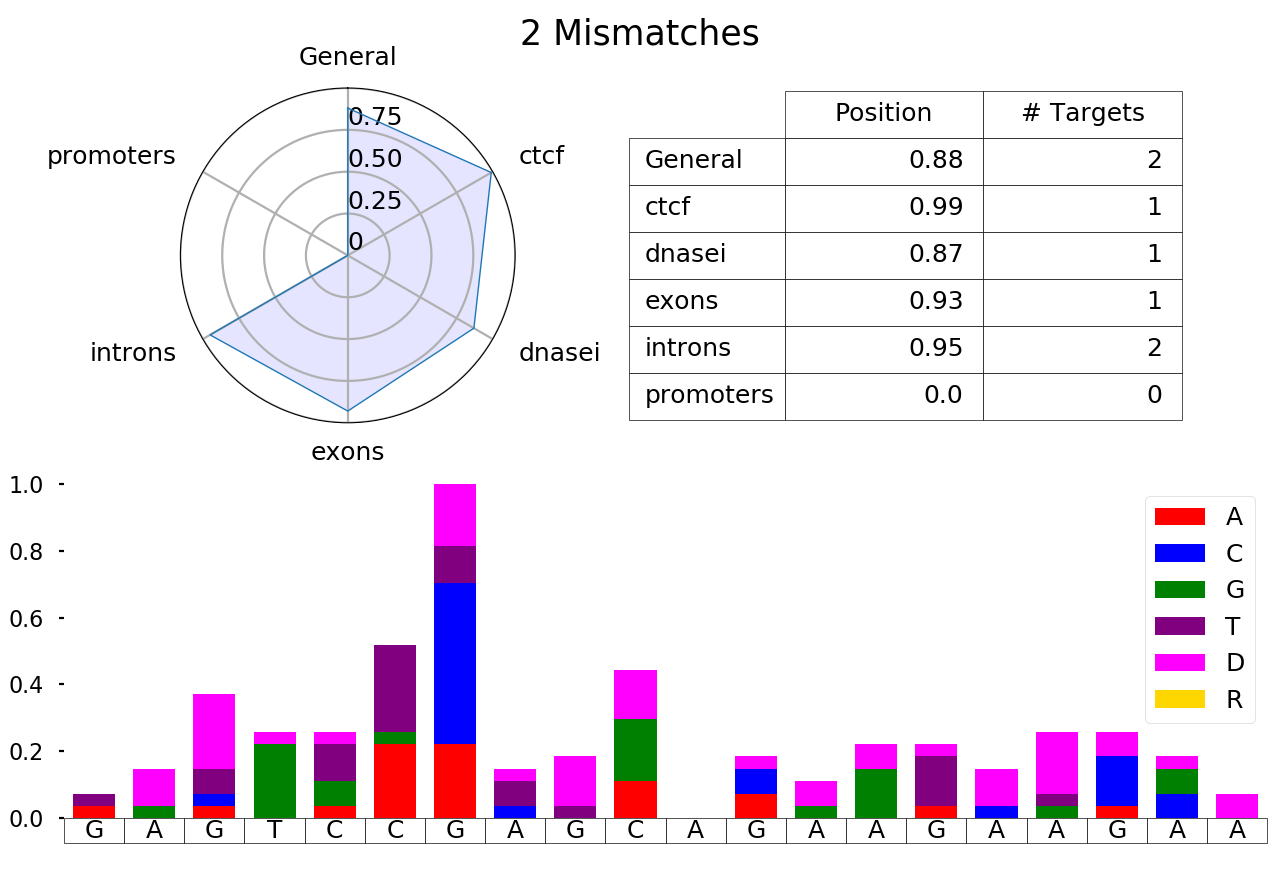 2 Mismatches
General
promoters
ctcf
introns
dnasei
exons
0.75
0.50
0.25
0
Position # Targets
General 0.88 2
ctcf 0.99 1
dnasei 0.87 1
exons 0.93 1
introns 0.95 2
promoters 0.0 0
1.0
0.8
0.6
0.4
0.2
0.0
A
C
G
T
D
R
G A G T C C G A G C A G A A G A A G A A